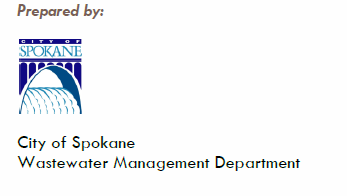 Prepared by:
CITY OF
SPOKANE
City of Spokane
Wastewater Management Department